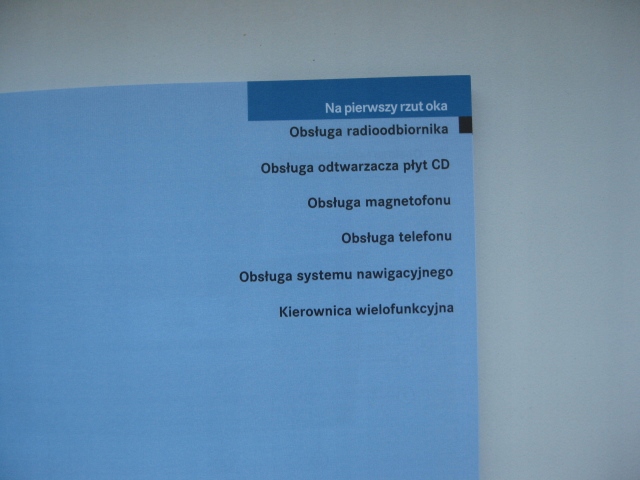 Na pierwszy rzut oka
Obsługa radioodbiornika
Obsługa odtwarzacza płyt CD
Obsługa magnetofonu
Obsługa telefonu
Obsługa systemu nawigacyjnego
Kierownica wielofunkcyjna